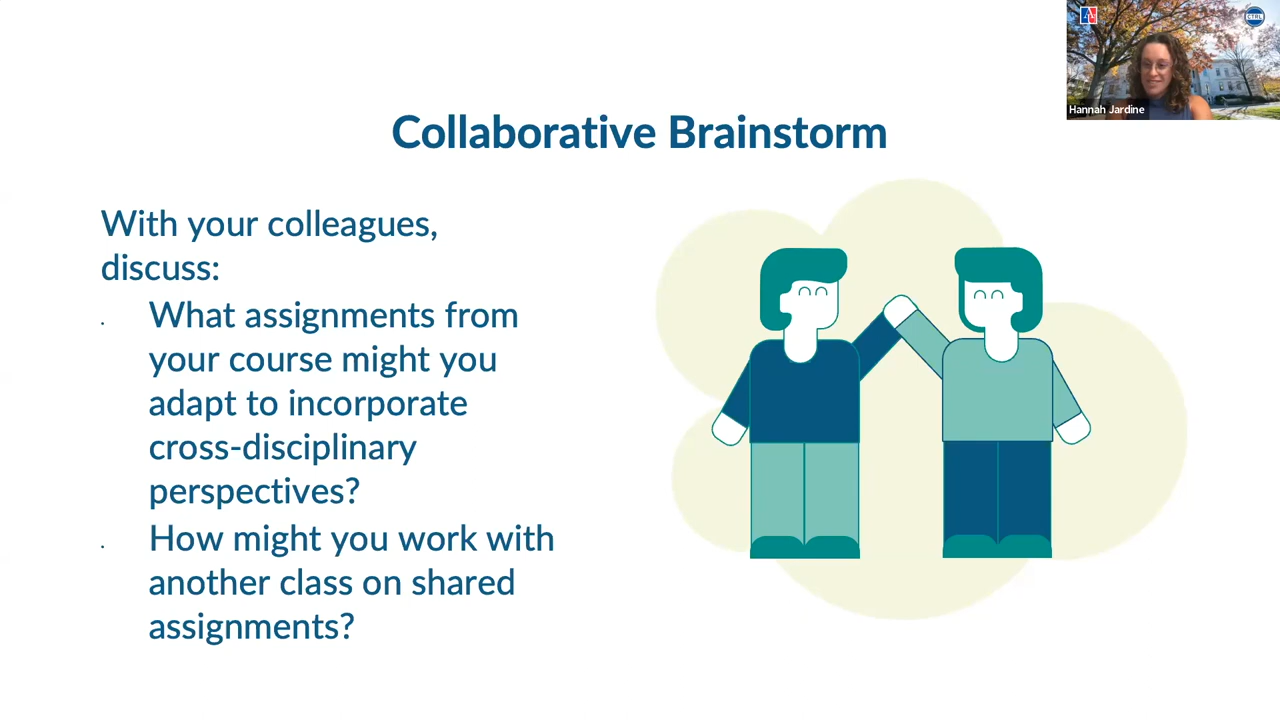 Collaborative Brainstorm
With your colleagues,
discuss:
. What assignments from
your course might you
adapt to incorporate
cross-disciplinary
perspectives?
. How might you work with
another class on shared
assignments?
CTRL
Hannah Jardine